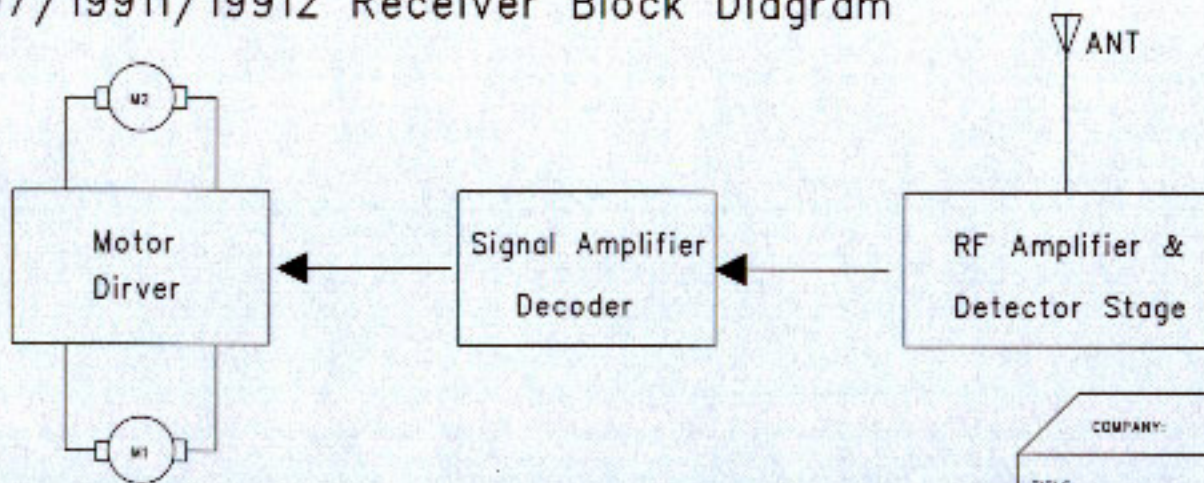 7/19911/19912 Receiver Block Diagram
ANT
M2
Motor
Dirver
Signal Amplifier
Decoder
RF Amplifier &
Detector Stage
M1
COMPANY: